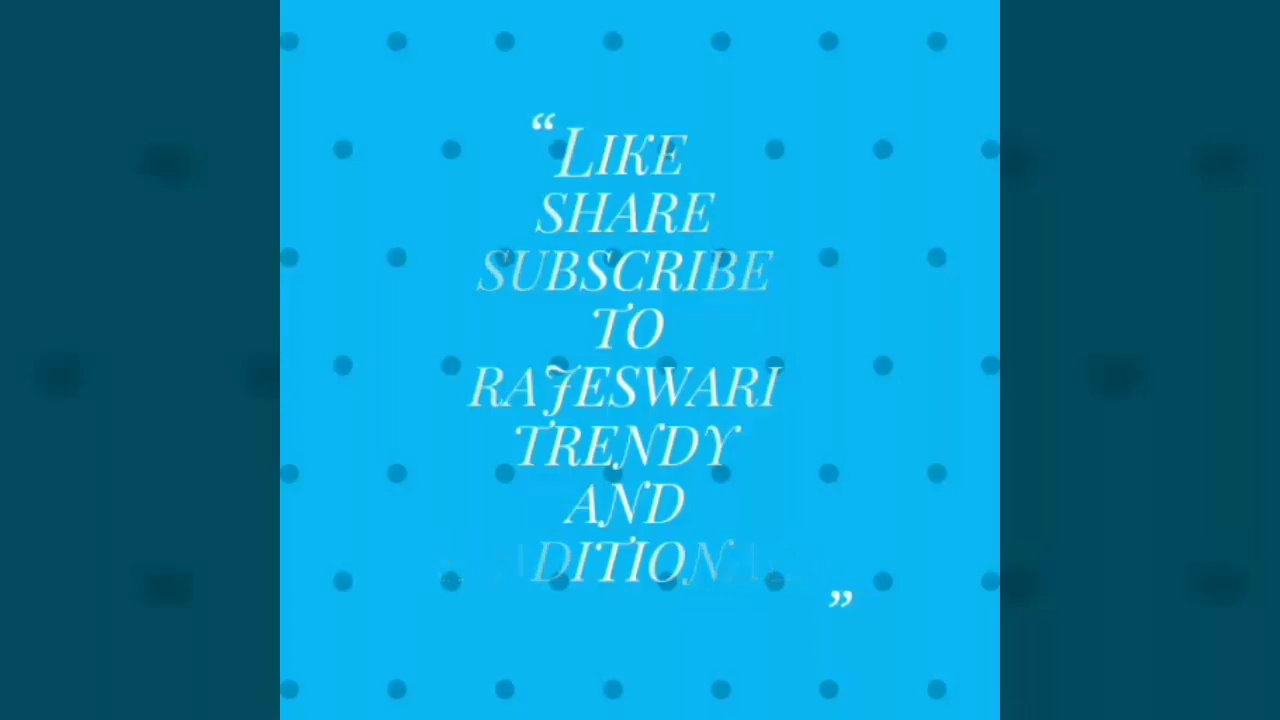 “LIKE
SHARE
SUBSCRIBE
TO
RAJESWARI
TRENDY
AND
”